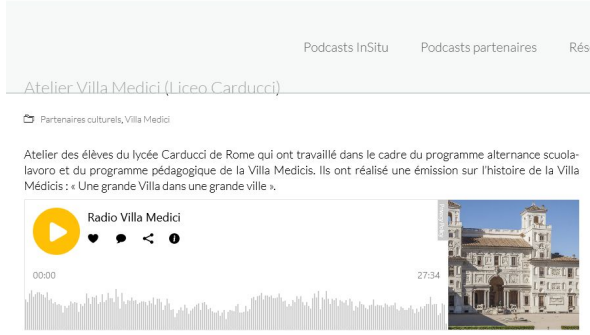 Podcasts InSitu Podcasts partenaires Rés
Atelier Villa Medici (Liceo Carducci)
Partenaires culturels, Villa Medici
Atelier des élèves du lycée Carducci de Rome qui ont travaillé dans le cadre du programme alternance scuola-
lavoro et du programme pédagogique de la Villa Medicis. Ils ont réalisé une émission sur l'histoire de la Villa
Médicis : « Une grande Villa dans une grande ville ».
Radio Villa Medici
00:00
27:34